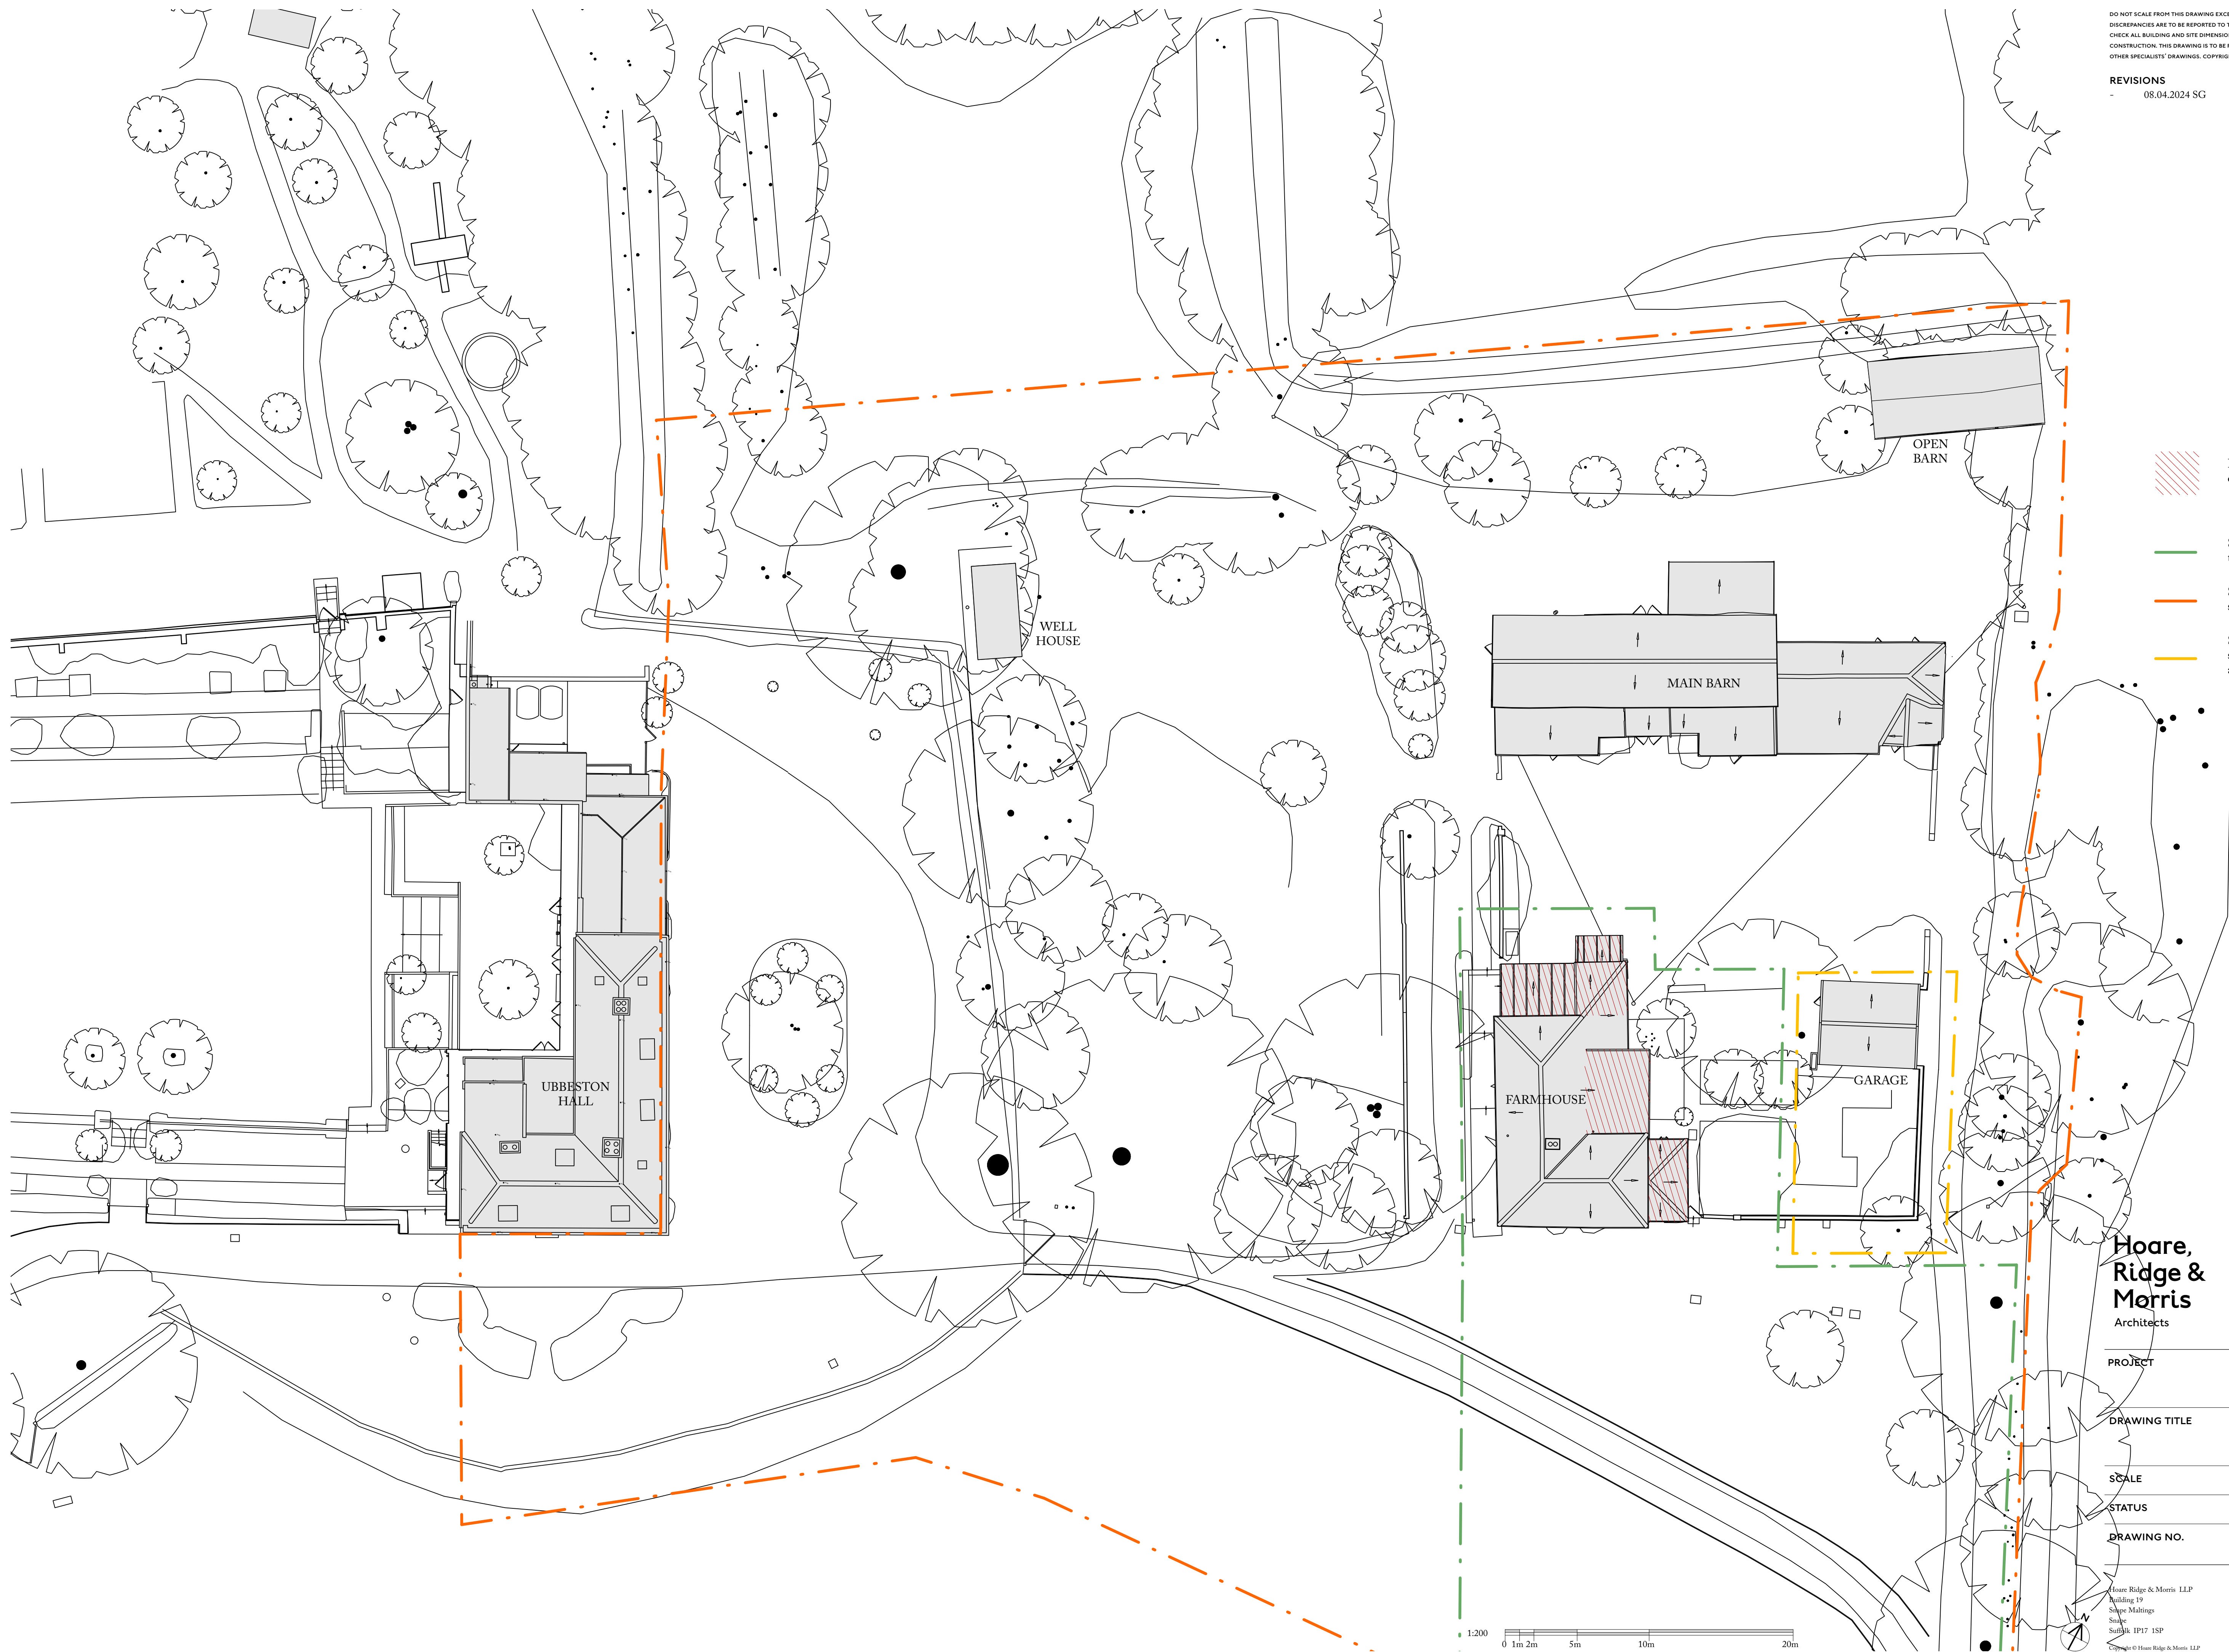 DO NOT SCALE FROM THIS DRAWING
DISCREPANCIES ARE TO BE REPORTED TO
CHECK ALL BUILDING AND SITE
CONSTRUCTION. THIS DRAWING IS TO BE
OTHER SPECIALISTS' DRAWINGS.
REVISIONS
- 08.04.2024 SG
OPEN
BARN
WELL
HOUSE
MAIN BARN
UBBESTON
HALL
FARMHOUSE
GARAGE
Hoare,
Ridge &
Morris
Architects
PROJECT
DRAWING TITLE
SCALE
STATUS
DRAWING NO.
Hoare Ridge & Morris LLP
Building 19
Snape Maltings
Snape
Suffolk IP17 1SP
Copyright © Hoare Ridge & Morris LLP
N
1:200
0 1m 2m 5m 10m 20m